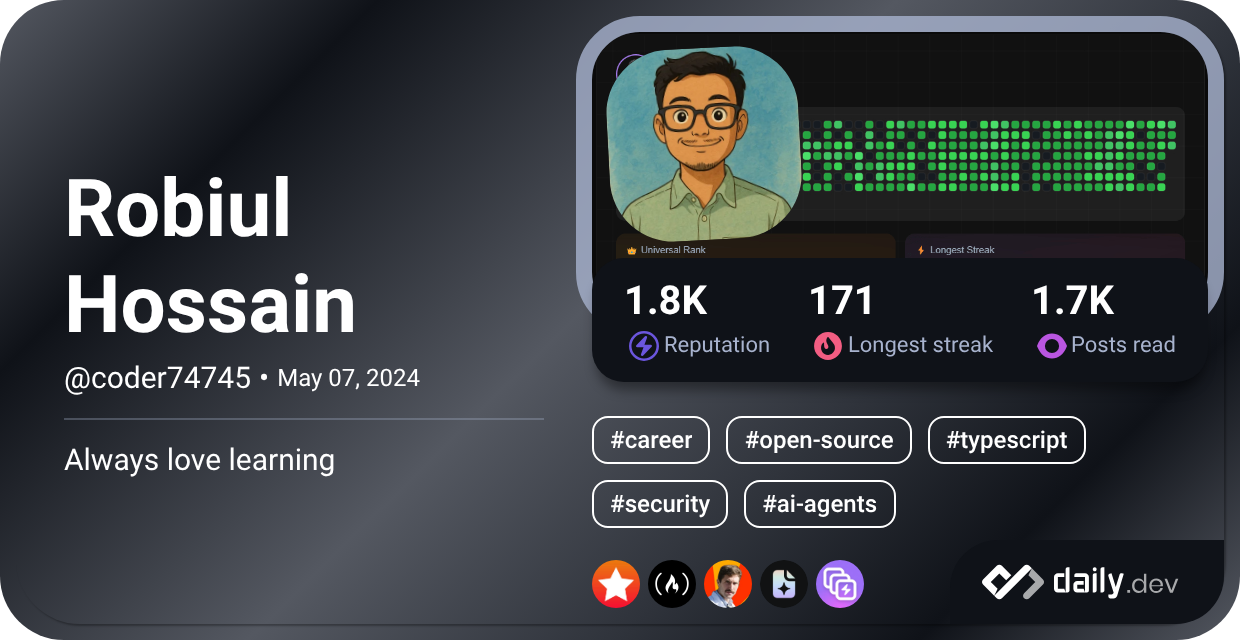 Robiul
Hossain
@coder74745 • May 07, 2024
Always love learning
Universal Rank
Longest Streak
1.8K
171
1.7K
Reputation
Longest streak
Posts read
#career
#open-source
#typescript
#security
#ai-agents
daily.dev